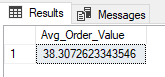 Results Messages
Avg_Order_Value
1 38.3072623343546